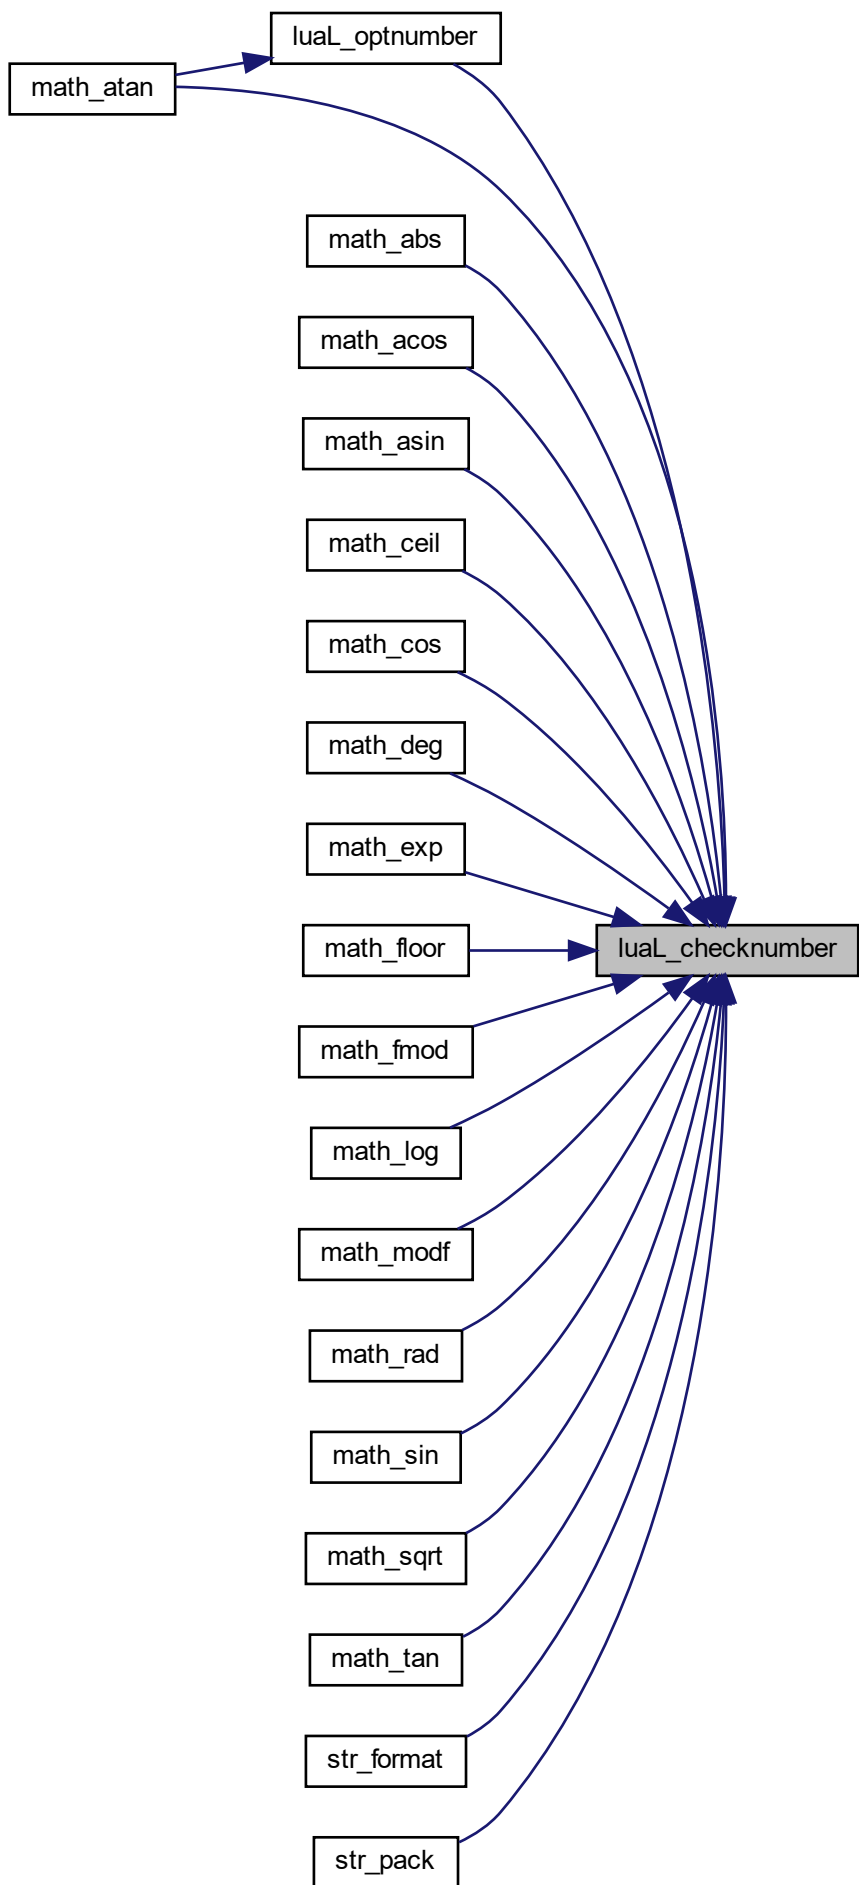 luaL_optnumber
math_atan
math_abs
math_acos
math_asin
math_ceil
math_cos
math_deg
math_exp
math_floor
luaL_checknumber
math_fmod
math_log
math_modf
math_rad
math_sin
math_sqrt
math_tan
str_format
str_pack